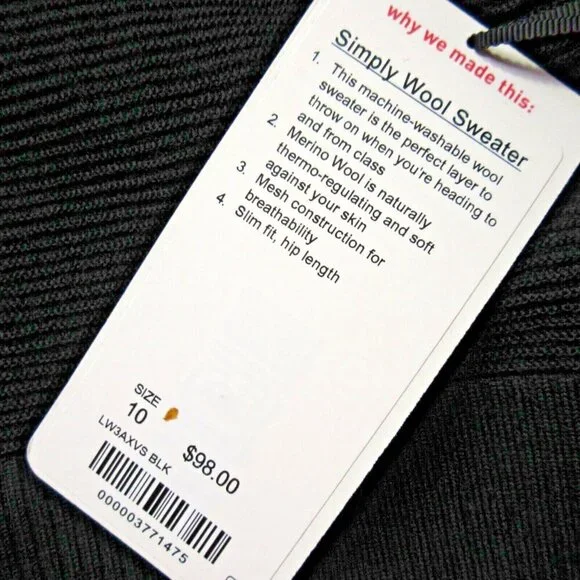 why we made this:
Simply Wool Sweater
1. This machine-washable wool
sweater is the perfect layer to
throw on when you're heading to
and from class
2. Merino Wool is naturally
thermo-regulating and soft
against your skin
3. Mesh construction for
breathability
4. Slim fit, hip length
SIZE
10
$98.00
LW3AXVS BLK
000003771475